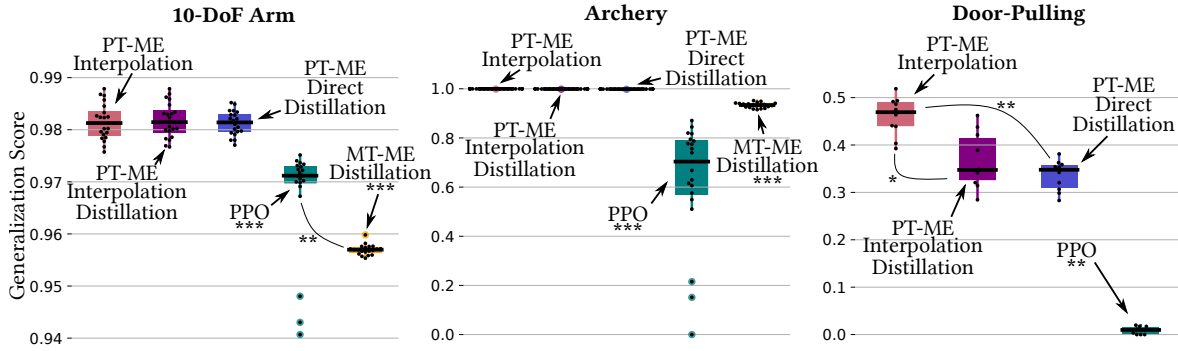 10-DoF Arm
Generalization Score
0.99
0.98
0.97
0.96
0.95
0.94
PT-ME
Interpolation
PT-ME
Interpolation
Distillation
PT-ME
Direct
Distillation
PPO
***
**
MT-ME
Distillation
***
Archery
1.0
0.8
0.6
0.4
0.2
0.0
PT-ME
Interpolation
PT-ME
Interpolation
Distillation
PT-ME
Direct
Distillation
PPO
***
MT-ME
Distillation
***
Door-Pulling
0.5
0.4
0.3
0.2
0.1
0.0
PT-ME
Interpolation
**
*
PT-ME
Interpolation
Distillation
PT-ME
Direct
Distillation
PPO
**